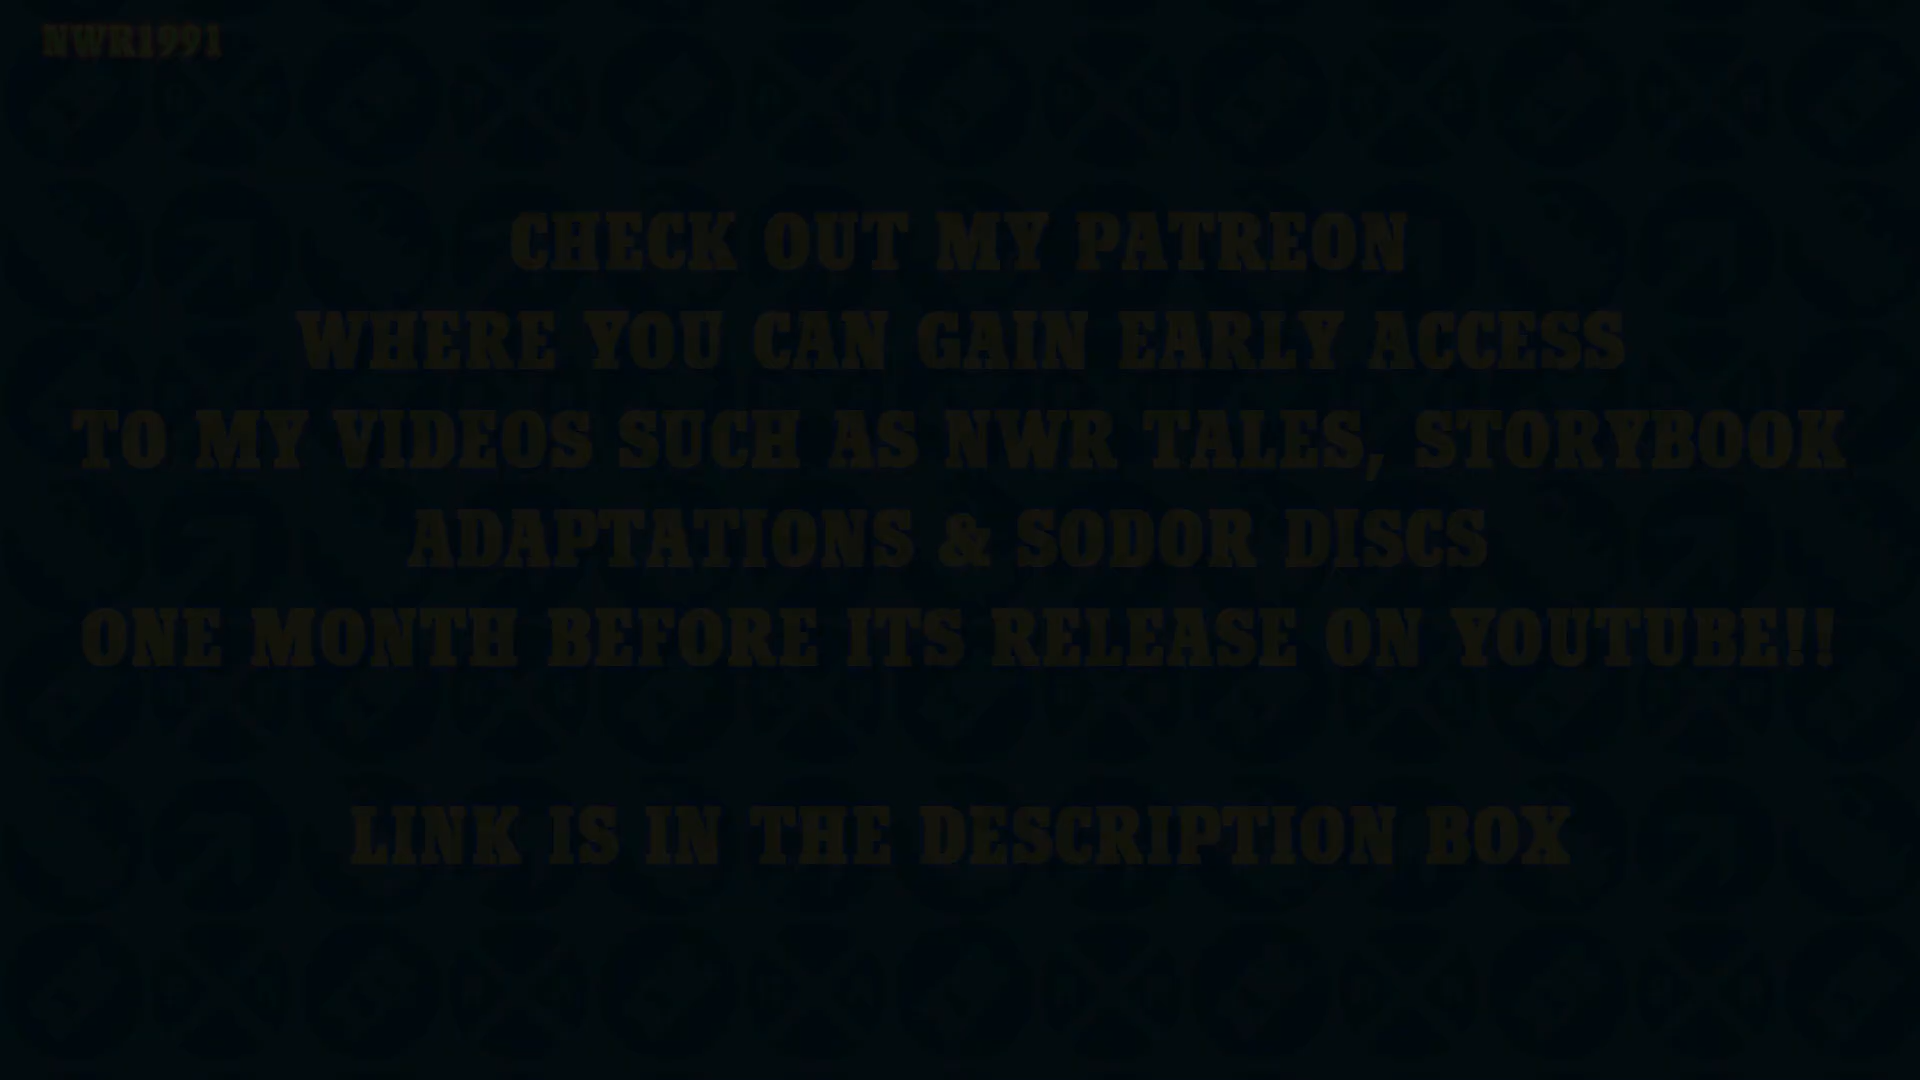 NWR1991
CHECK OUT MY PATREON
WHERE YOU CAN GAIN EARLY ACCESS
TO MY VIDEOS SUCH AS NWR TALES, STORYBOOK
ADAPTATIONS & SODOR DISCS
ONE MONTH BEFORE ITS RELEASE ON YOUTUBE!!
LINK IS IN THE DESCRIPTION BOX